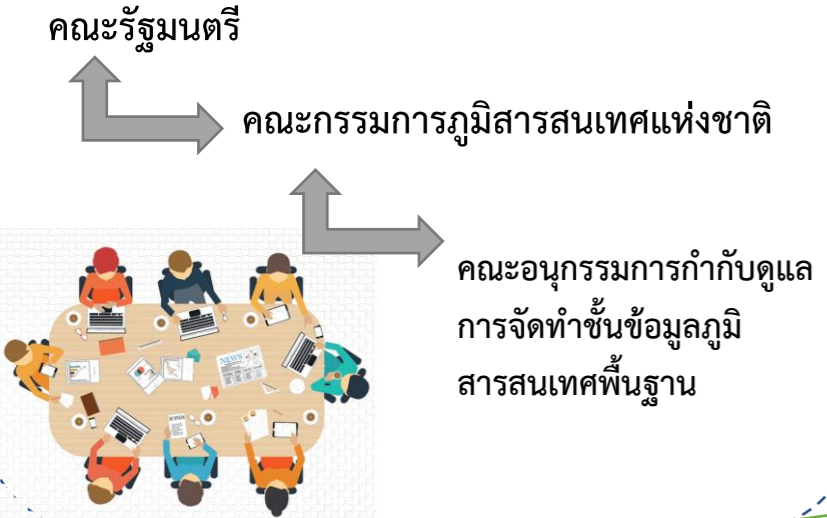 คณะรัฐมนตรี
คณะกรรมการภูมิสารสนเทศแห่งชาติ
คณะอนุกรรมการกำกับดูแล
การจัดทำชั้นข้อมูลภูมิ
สารสนเทศพื้นฐาน
NEWS